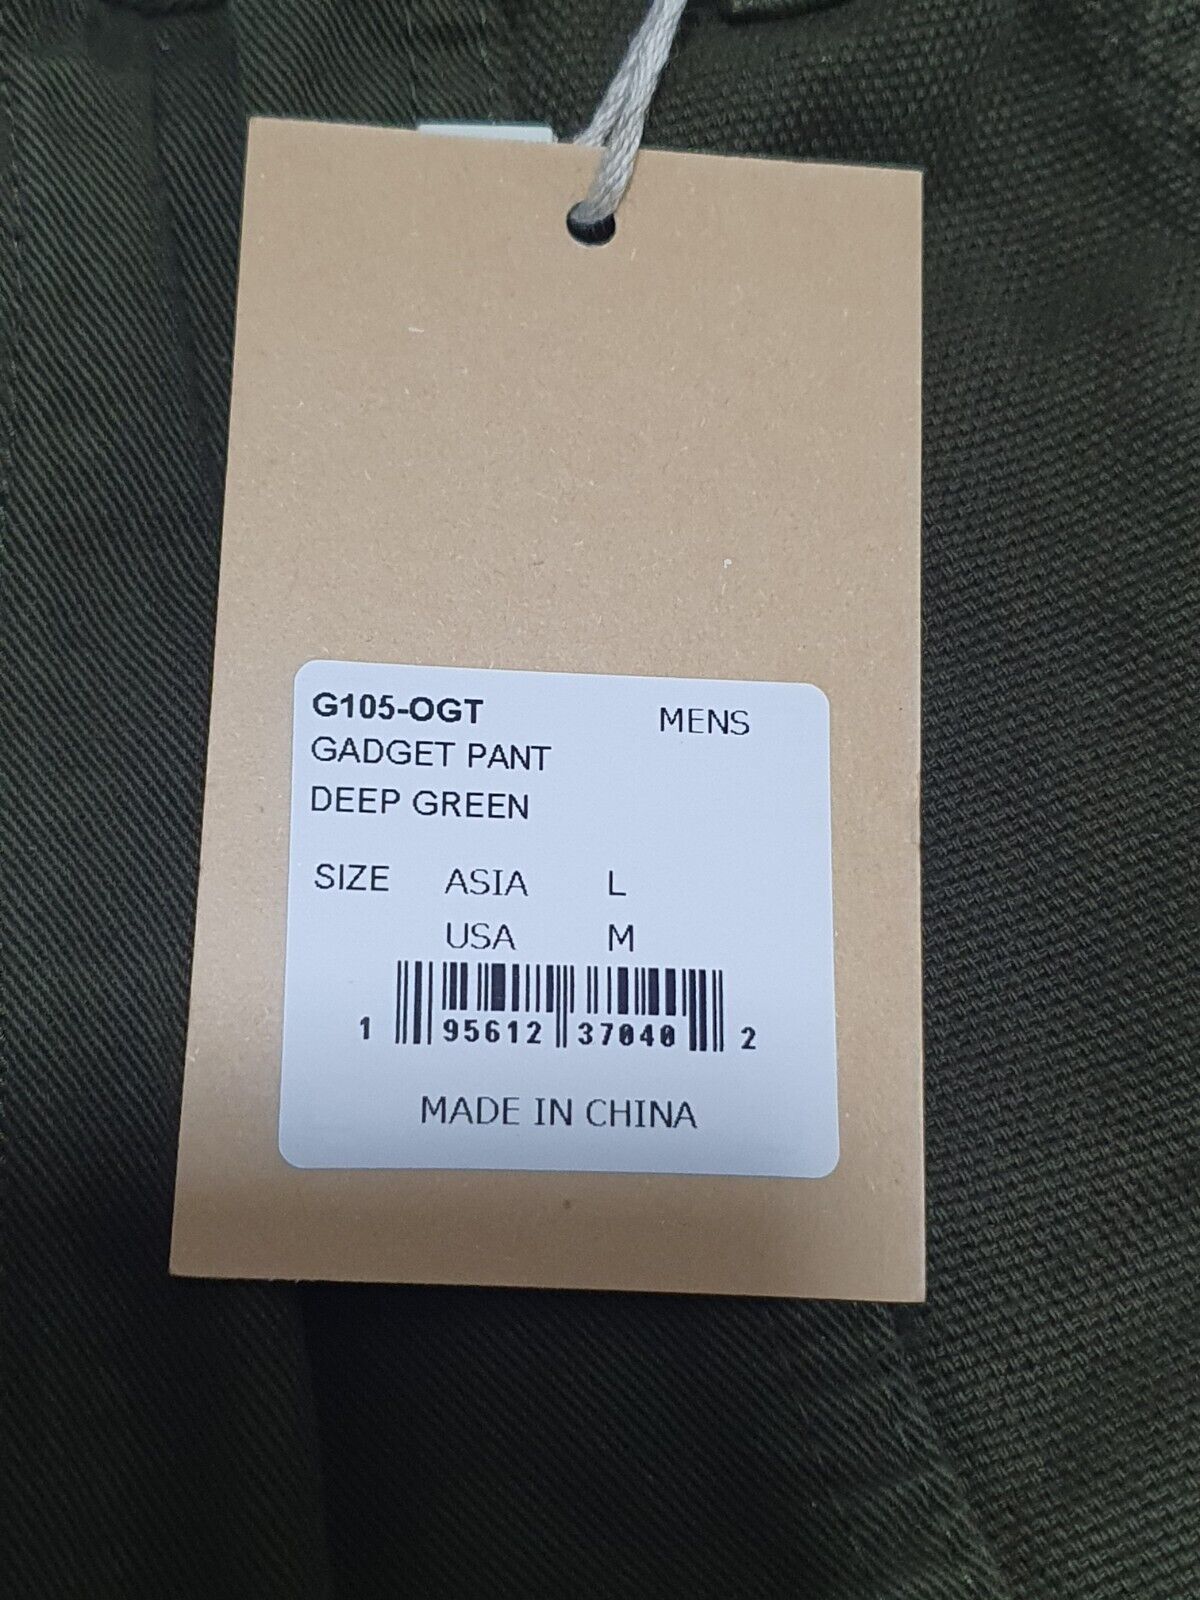 G105-OGT MENS
GADGET PANT
DEEP GREEN
SIZE ASIA L
USA M
1 95612 37040 2
MADE IN CHINA